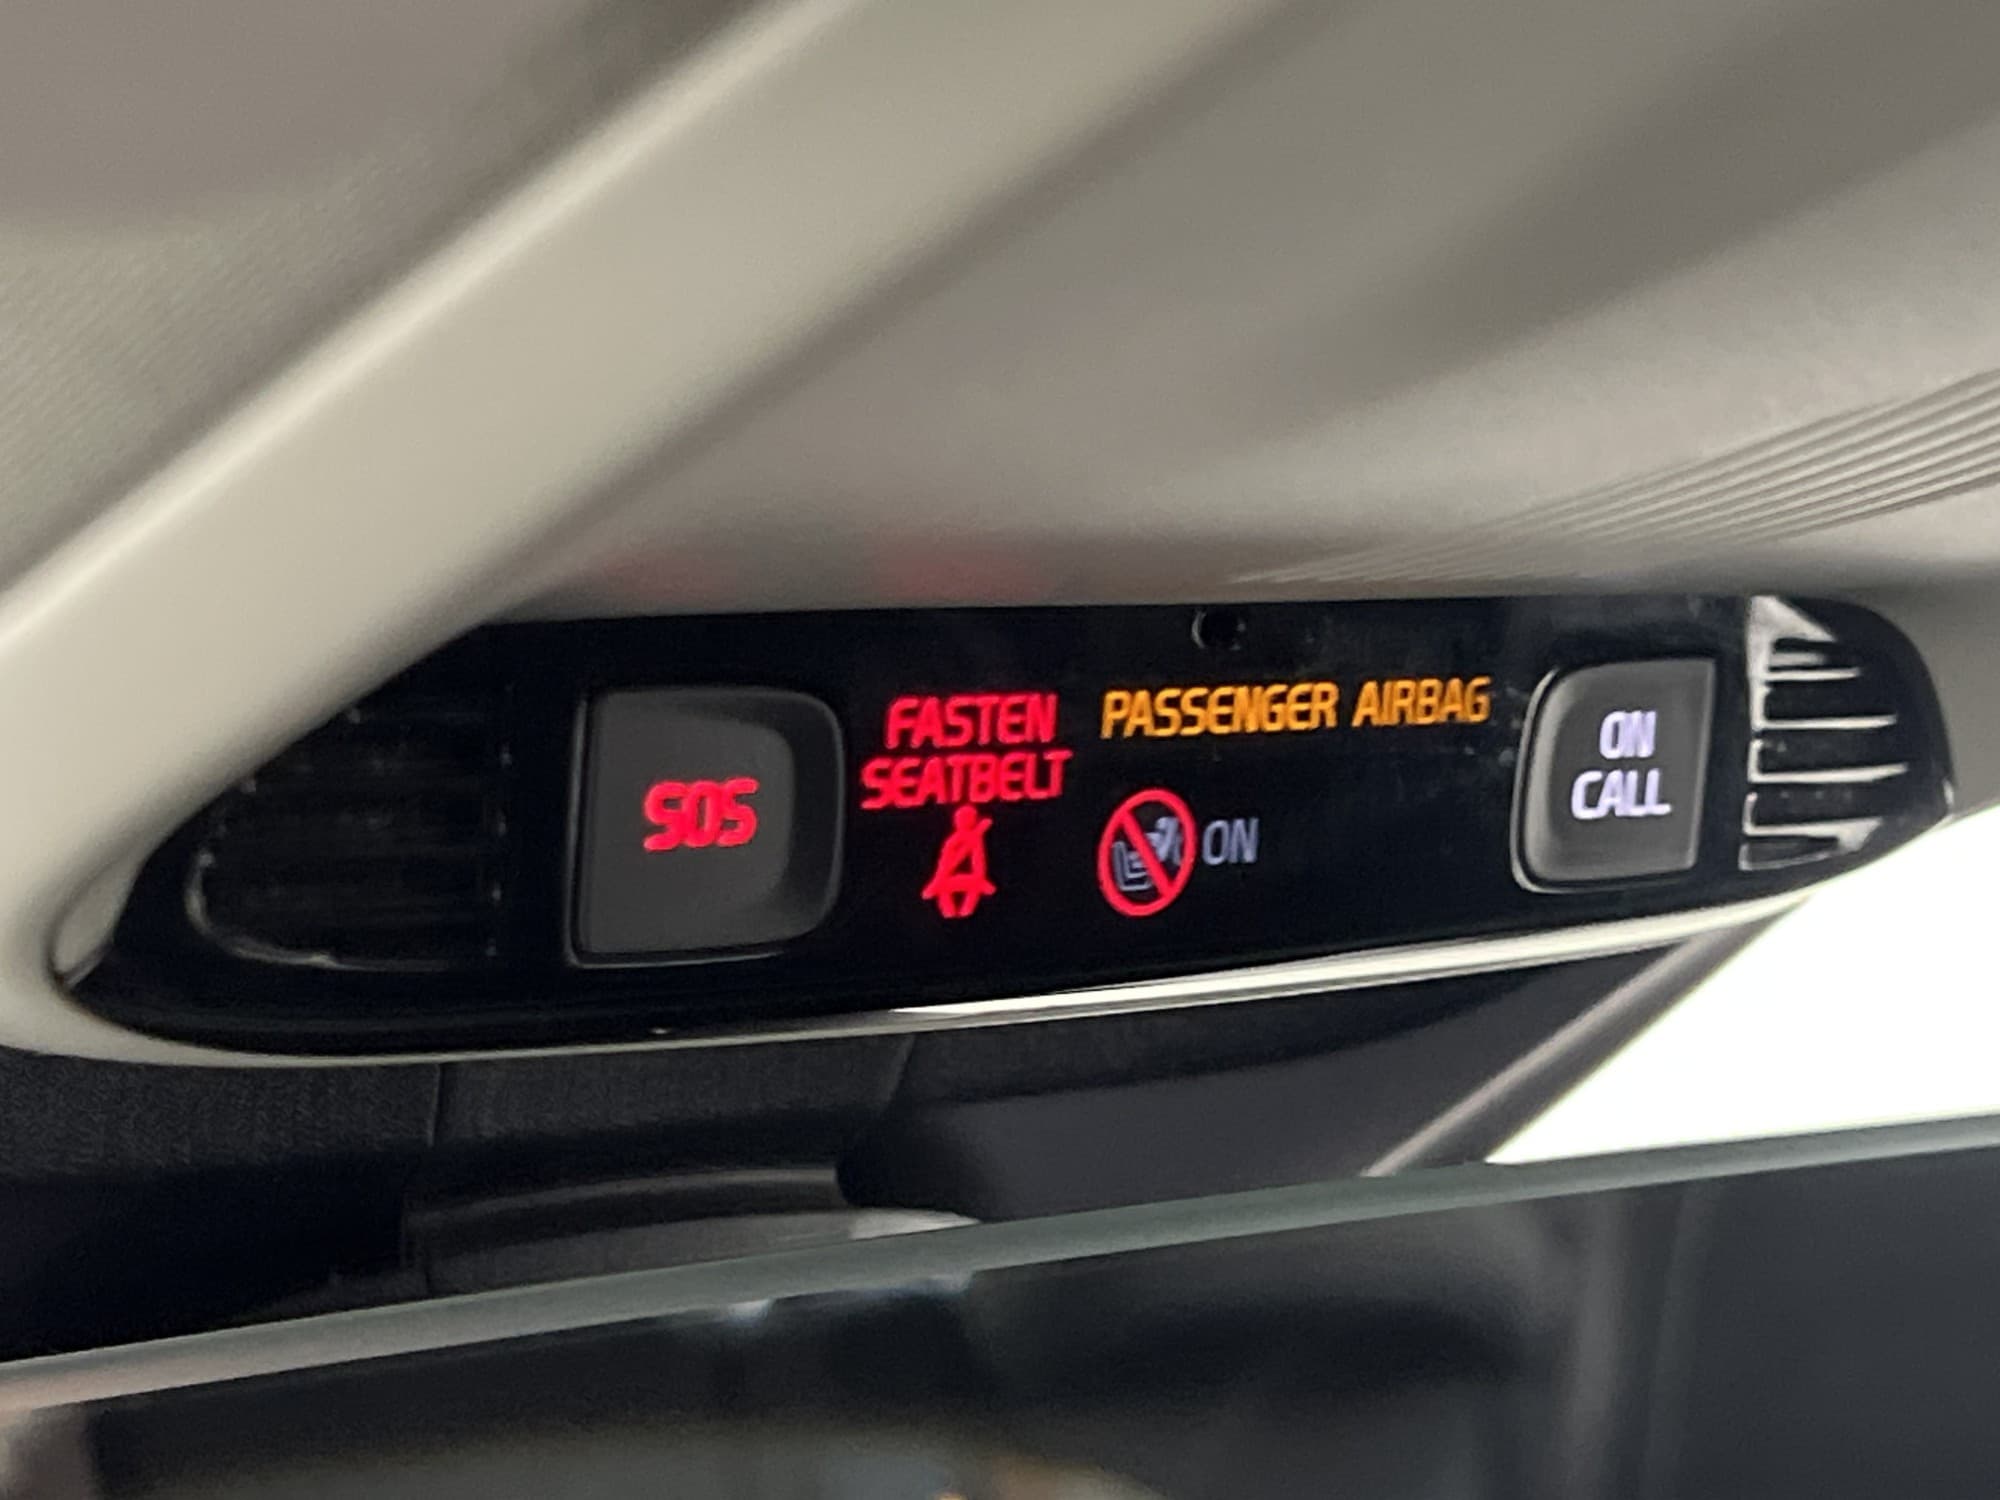 SOS
FASTEN
SEATBELT
PASSENGER AIRBAG
ON
ON
CALL